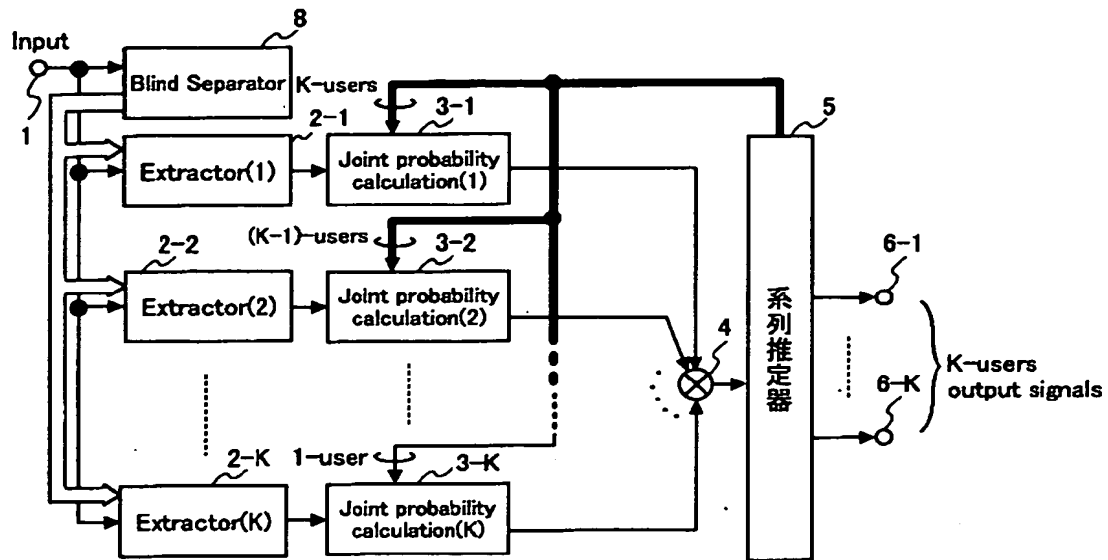 8
Input
Blind Separator
K-users
1
2-1
3-1
5
Extractor(1)
Joint probability
calculation(1)
(K-1)-users
2-2
3-2
Extractor(2)
Joint probability
calculation(2)
4
系列推定器
6-1
6-K
K-users
output signals
1-user
2-K
3-K
Extractor(K)
Joint probability
calculation(K)